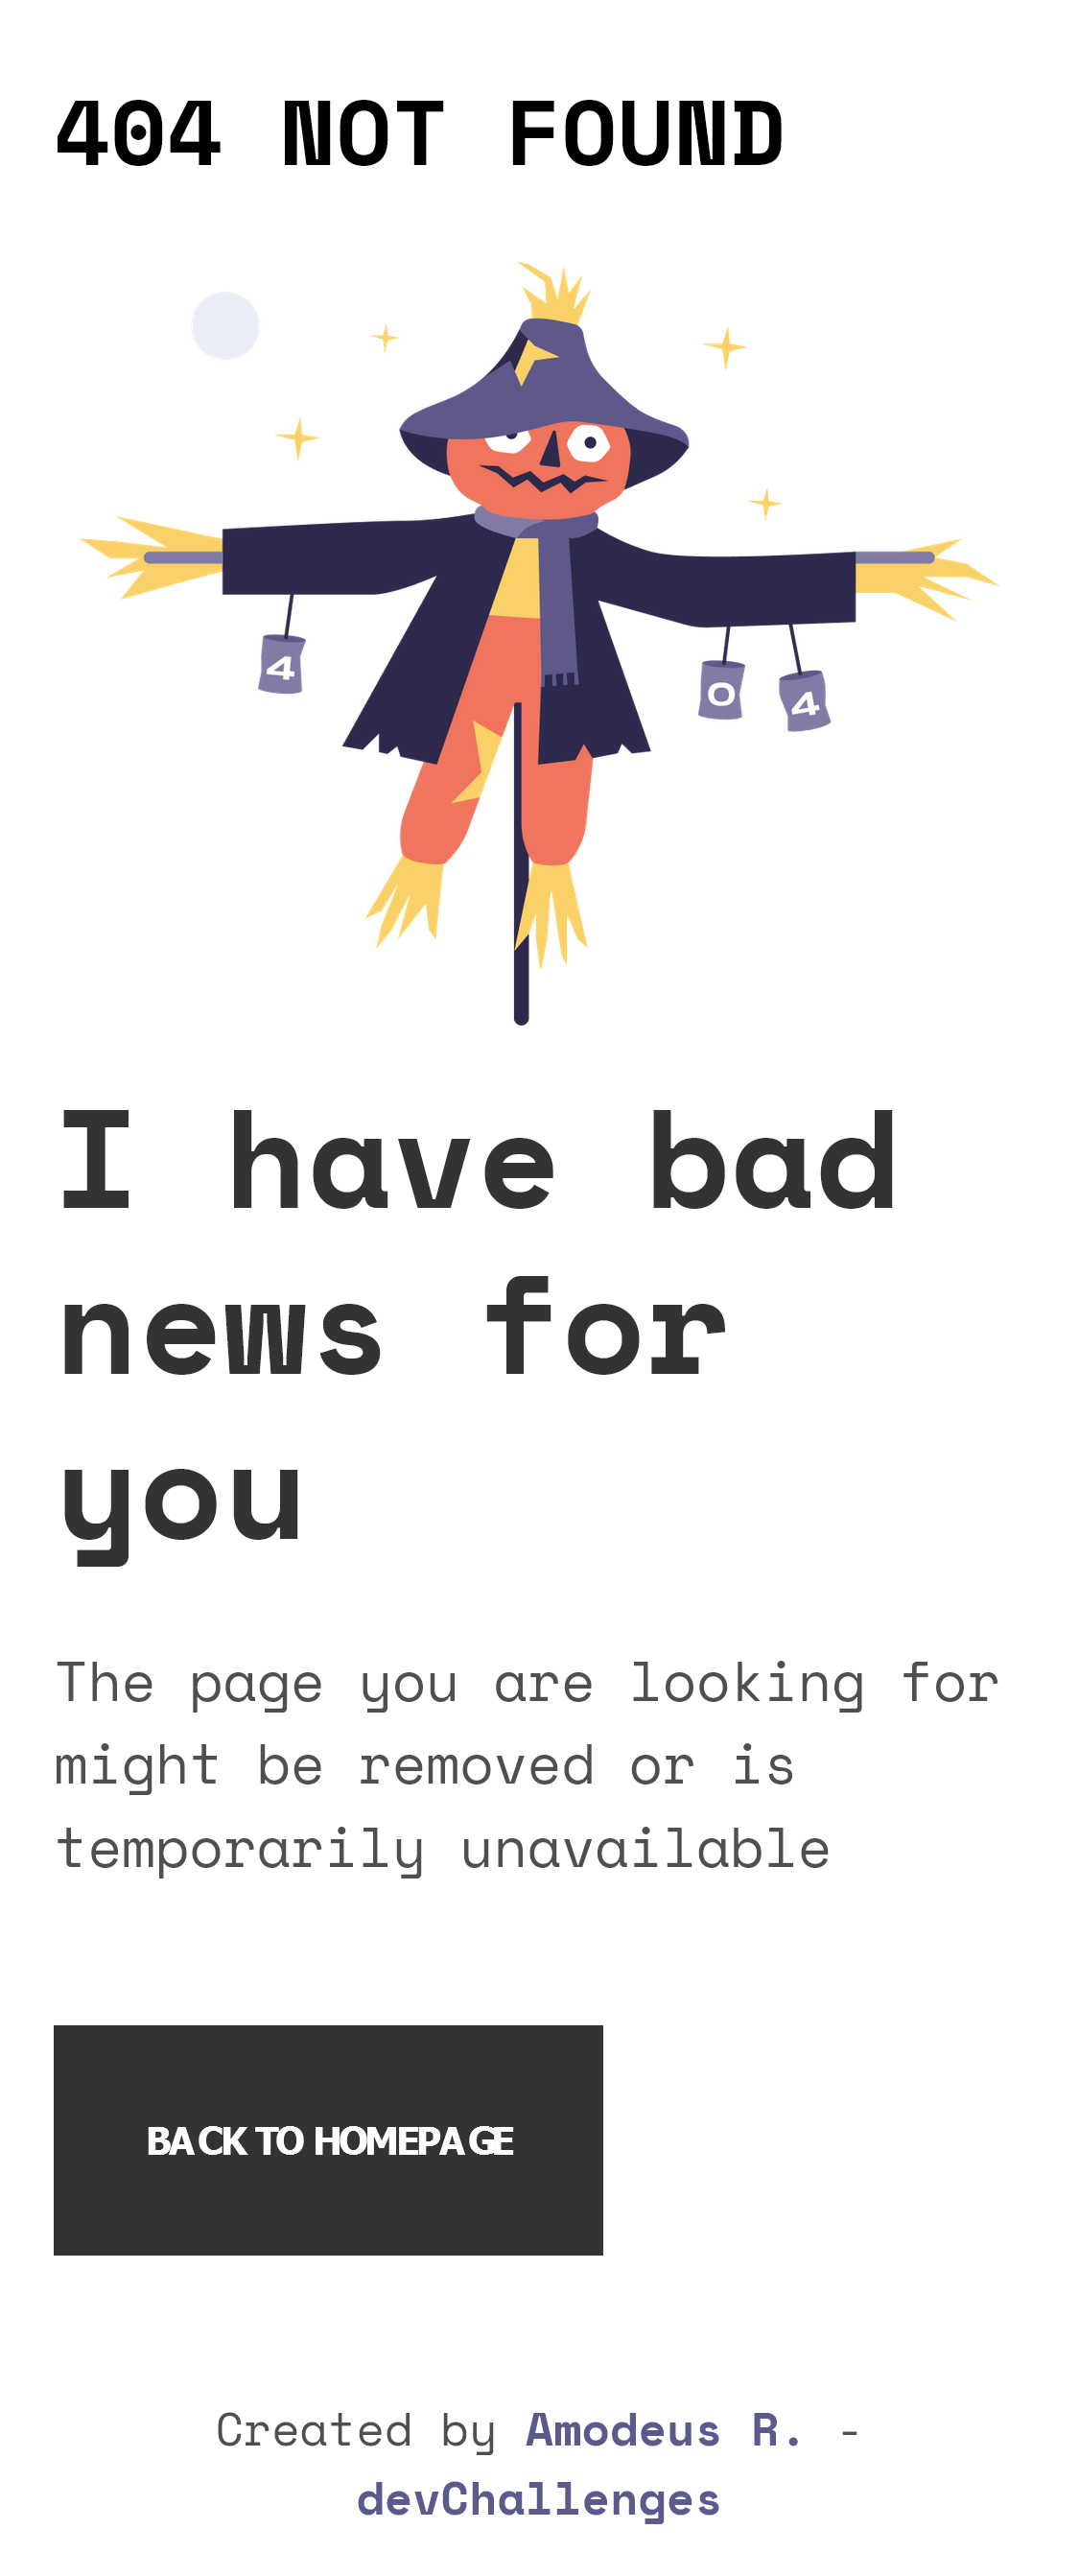 404 NOT FOUND
4
0
4
I have bad
news for
you
The page you are looking for
might be removed or is
temporarily unavailable
BACK TO HOMEPAGE
Created by Amodeus R. -
devChallenges